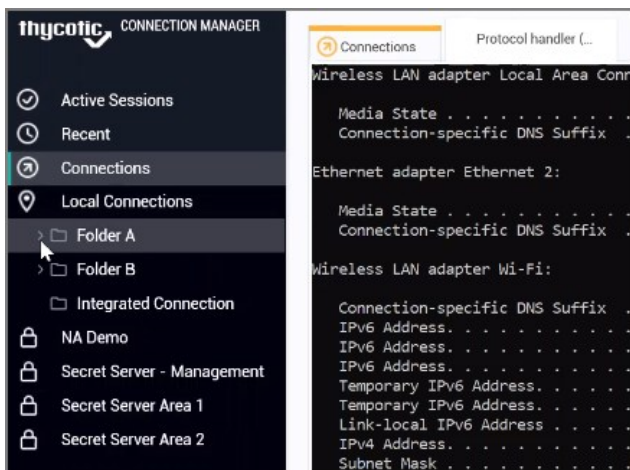 thycotic CONNECTION MANAGER
Active Sessions
Recent
Connections
Local Connections
Folder A
Folder B
Integrated Connection
NA Demo
Secret Server - Management
Secret Server Area 1
Secret Server Area 2
Connections
Protocol handler (...
Wireless LAN adapter Local Area Conn
Media State . . . . . . . . . . .
Connection-specific DNS Suffix  .
Ethernet adapter Ethernet 2:
Media State . . . . . . . . . . .
Connection-specific DNS Suffix  .
Wireless LAN adapter Wi-Fi:
Connection-specific DNS Suffix  .
IPv6 Address. . . . . . . . . . .
IPv6 Address. . . . . . . . . . .
IPv6 Address. . . . . . . . . . .
Temporary IPv6 Address. . . . . .
Temporary IPv6 Address. . . . . .
Link-local IPv6 Address . . . . .
IPv4 Address. . . . . . . . . . .
Subnet Mask . . . . . . . . . . .